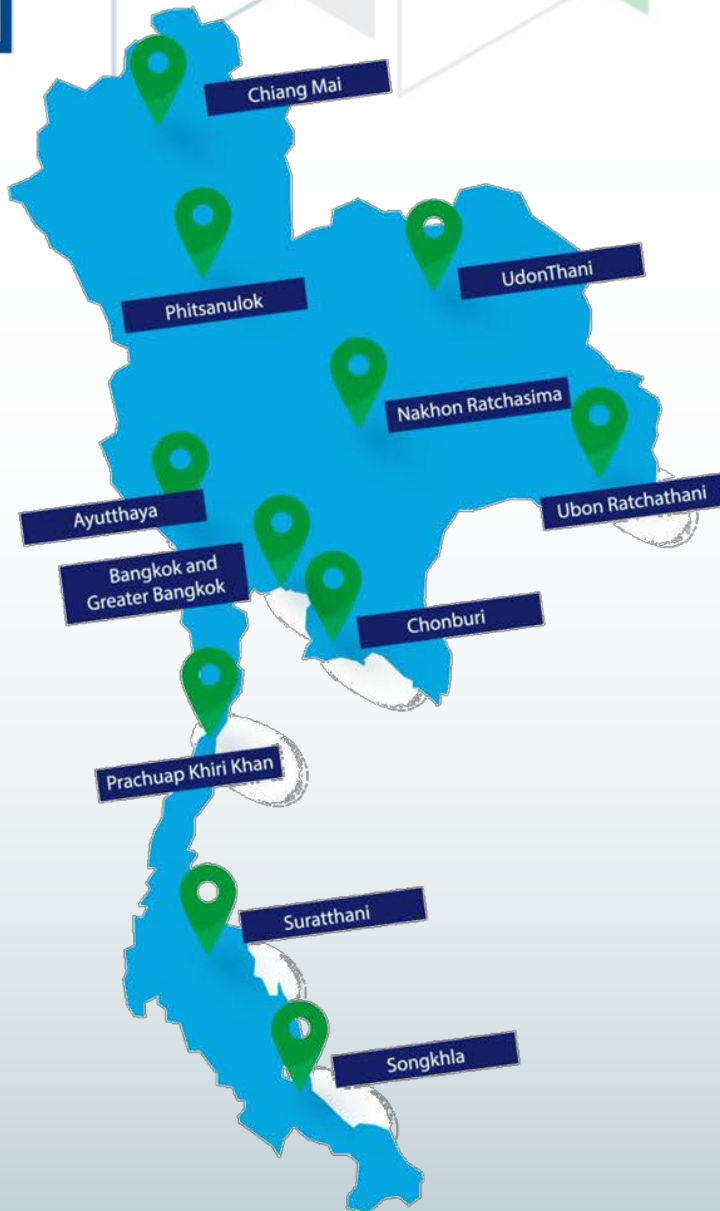 Chiang Mai
Phitsanulok
UdonThani
Nakhon Ratchasima
Ubon Ratchathani
Ayutthaya
Bangkok and
Greater Bangkok
Chonburi
Prachuap Khiri Khan
Suratthani
Songkhla